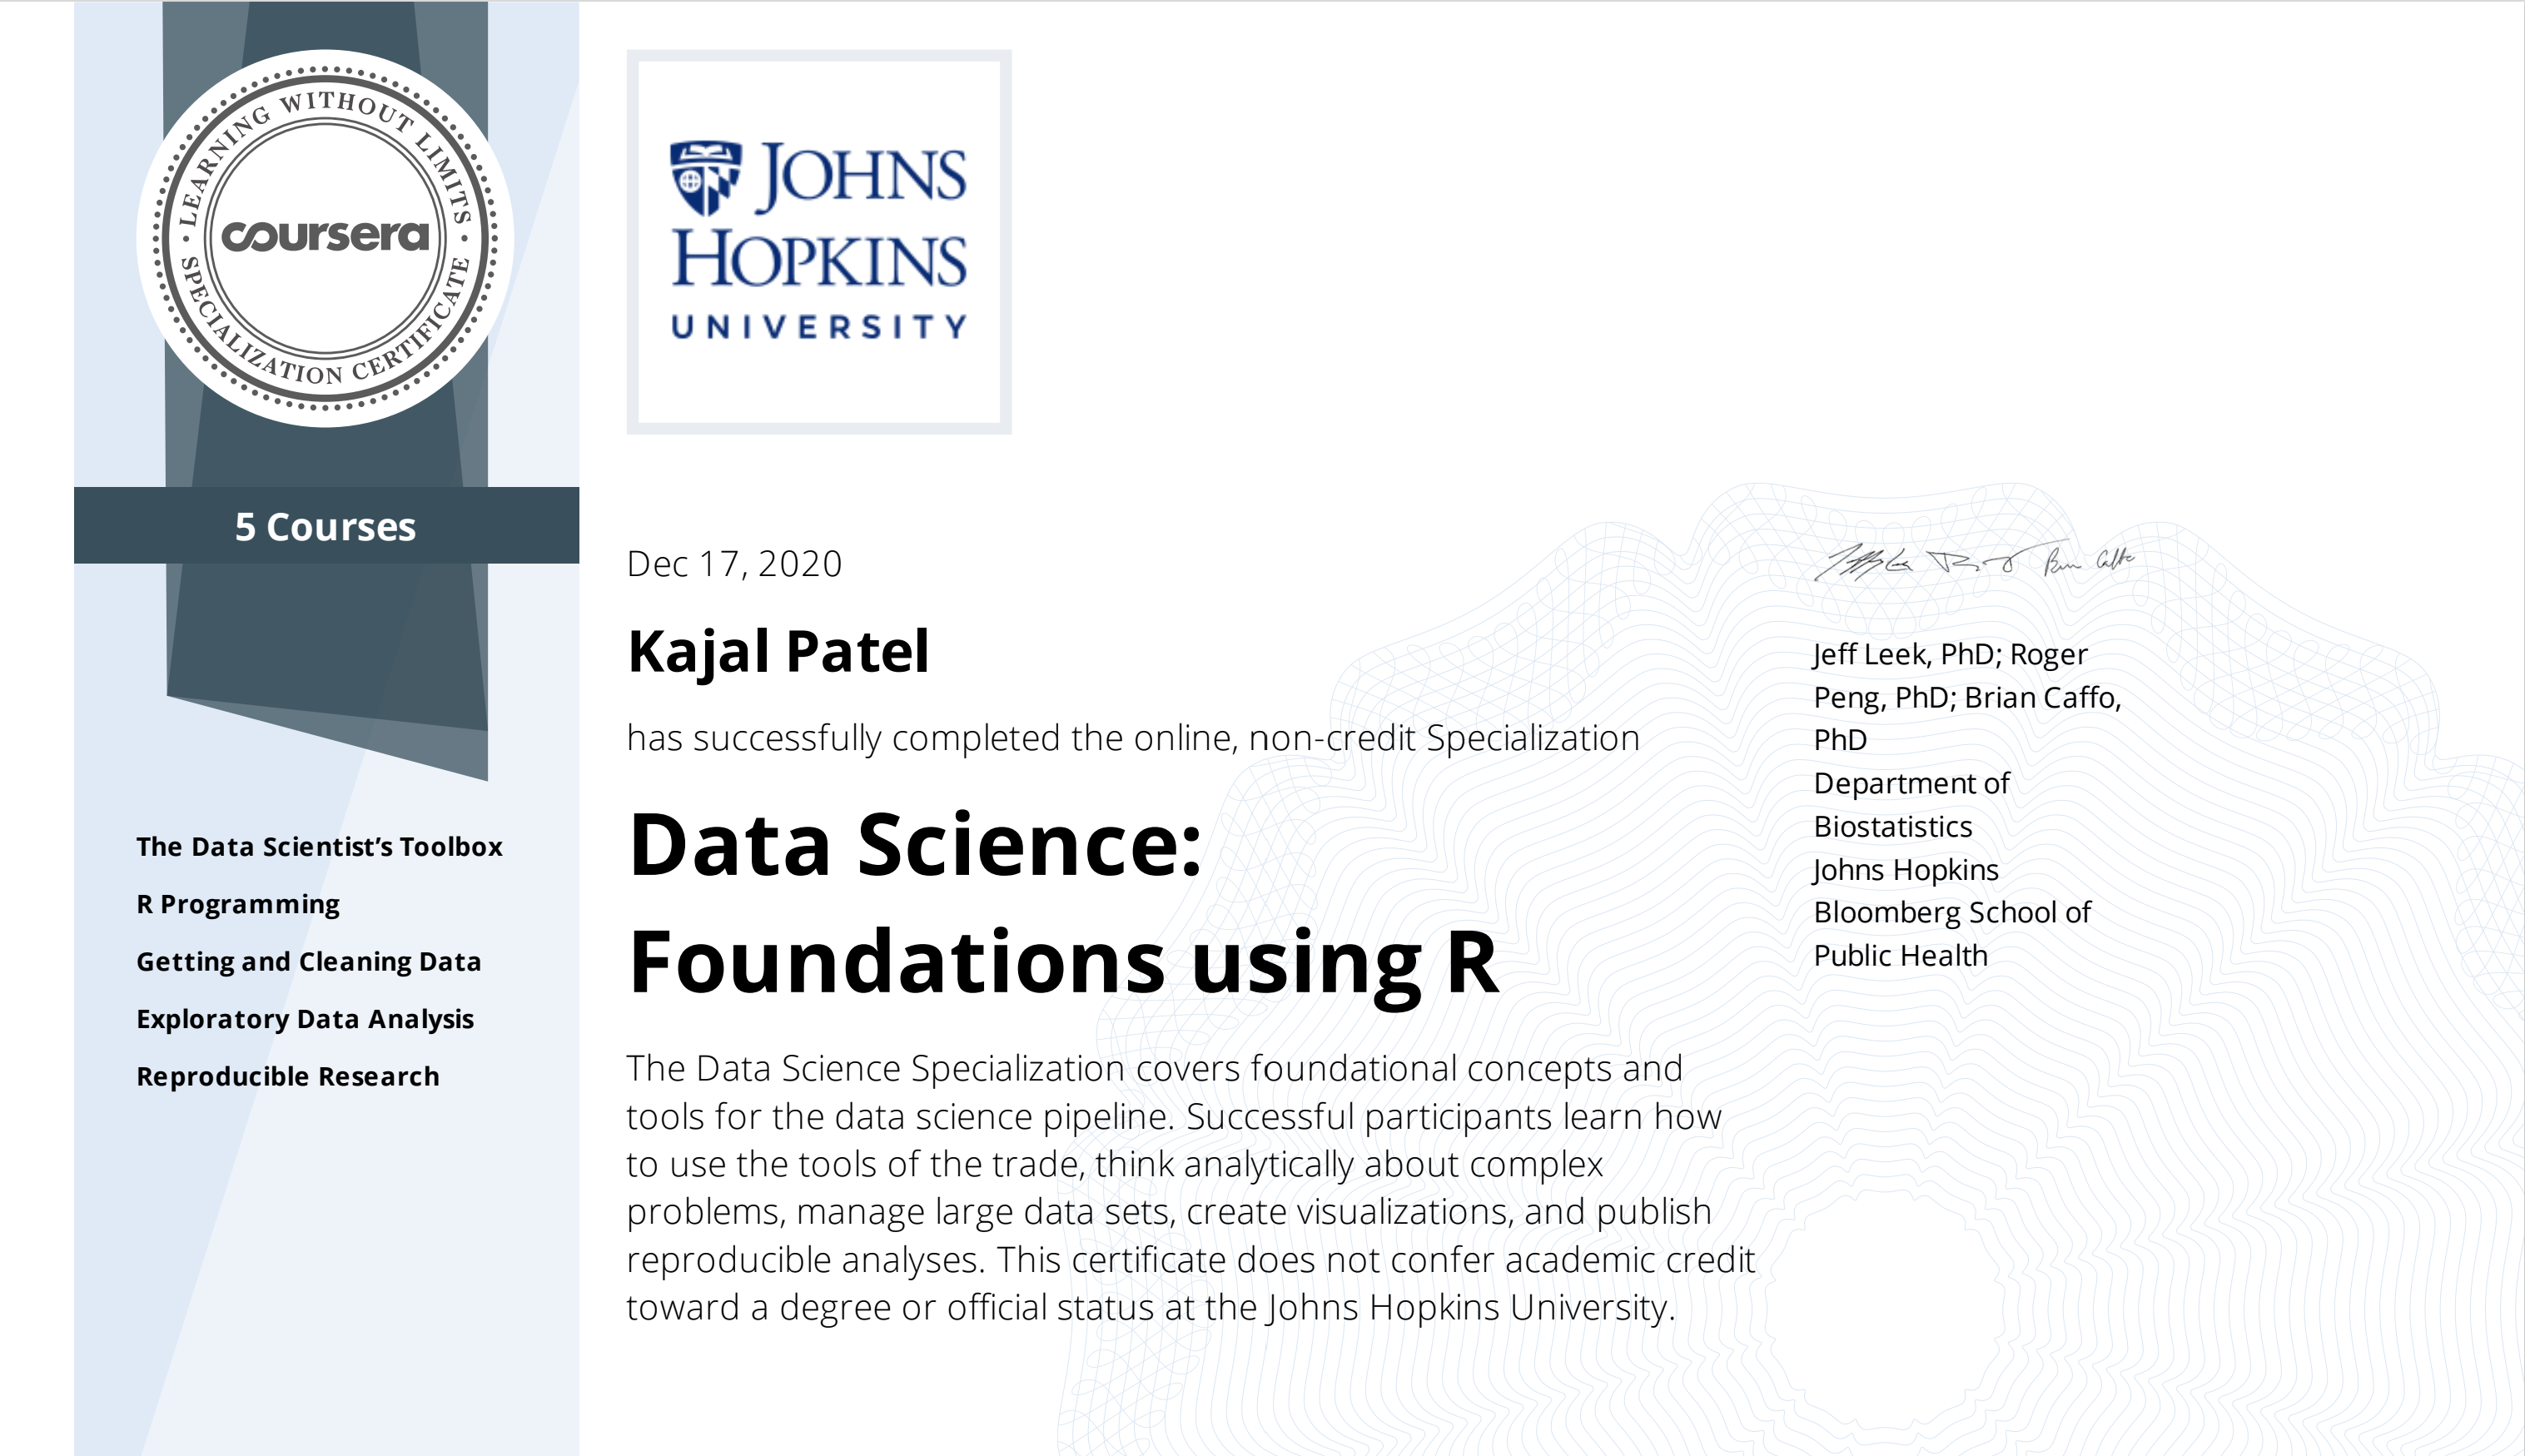 LEARNING WITHOUT LIMITS
coursera
SPECIALIZATION CERTIFICATE
5 Courses
The Data Scientist’s Toolbox
R Programming
Getting and Cleaning Data
Exploratory Data Analysis
Reproducible Research
JOHNS
HOPKINS
UNIVERSITY
Dec 17, 2020
Kajal Patel
has successfully completed the online, non-credit Specialization
Data Science:
Foundations using R
The Data Science Specialization covers foundational concepts and
tools for the data science pipeline. Successful participants learn how
to use the tools of the trade, think analytically about complex
problems, manage large data sets, create visualizations, and publish
reproducible analyses. This certificate does not confer academic credit
toward a degree or official status at the Johns Hopkins University.
Jeff Leek, PhD; Roger
Peng, PhD; Brian Caffo,
PhD
Department of
Biostatistics
Johns Hopkins
Bloomberg School of
Public Health